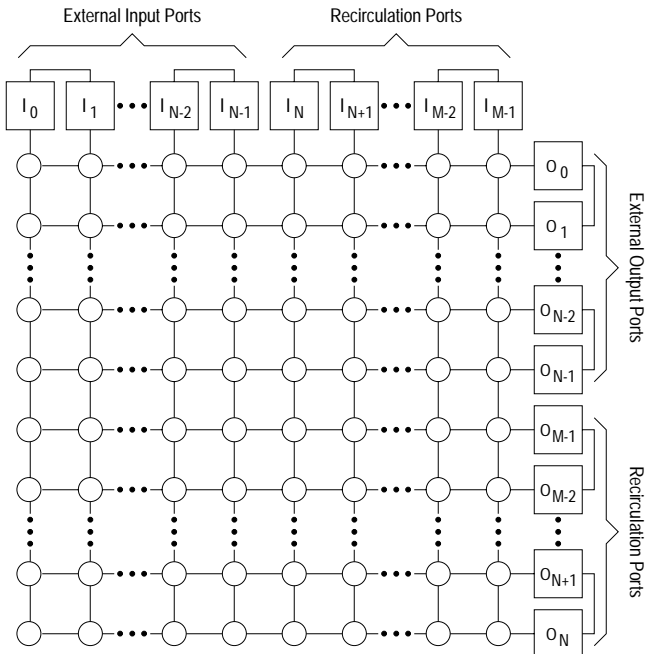 External Input Ports
Recirculation Ports
I0 I1 ••• IN-2 IN-1 IN IN+1 ••• IM-2 IM-1
O0
O1
ON-2
ON-1
External Output Ports
OM-1
OM-2
ON+1
ON
Recirculation Ports